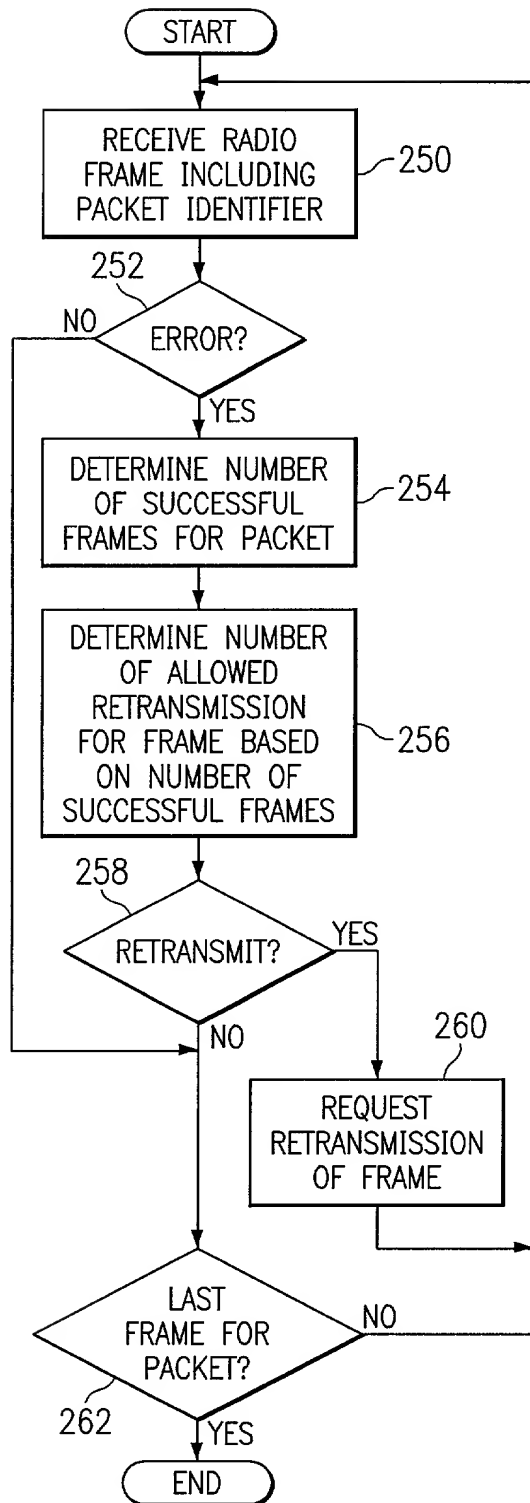 START
RECEIVE RADIO
FRAME INCLUDING
PACKET IDENTIFIER
250
252
NO
ERROR?
YES
DETERMINE NUMBER
OF SUCCESSFUL
FRAMES FOR PACKET
254
DETERMINE NUMBER
OF ALLOWED
RETRANSMISSION
FOR FRAME BASED
ON NUMBER OF
SUCCESSFUL FRAMES
256
258
RETRANSMIT?
YES
NO
260
REQUEST
RETRANSMISSION
OF FRAME
LAST
FRAME FOR
PACKET?
NO
262
YES
END